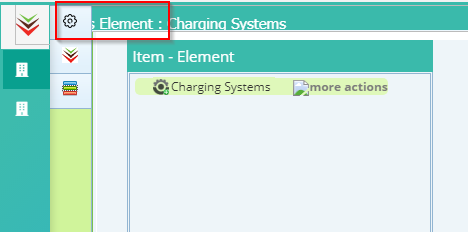 s Element : Charging Systems
Item - Element
Charging Systems
more actions